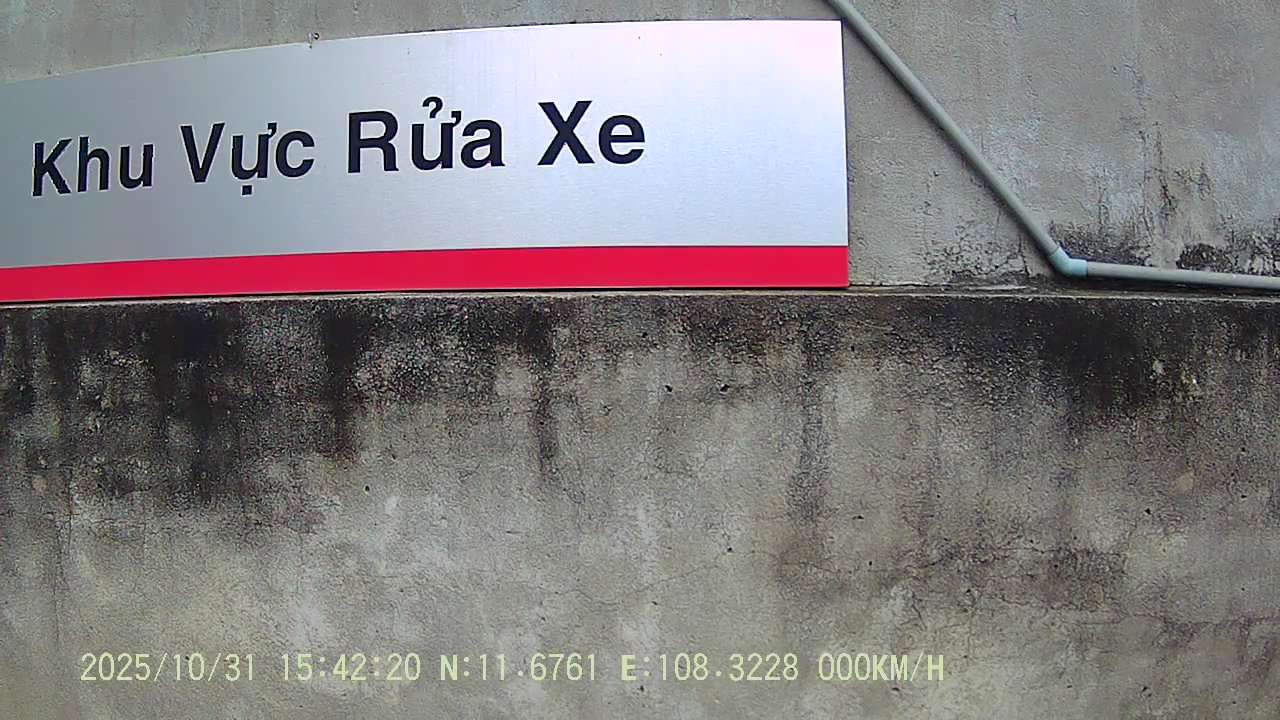 Khu Vực Rửa Xe
2025/10/31 15:42:20 N:11.6761 E:108.3228 000KM/H